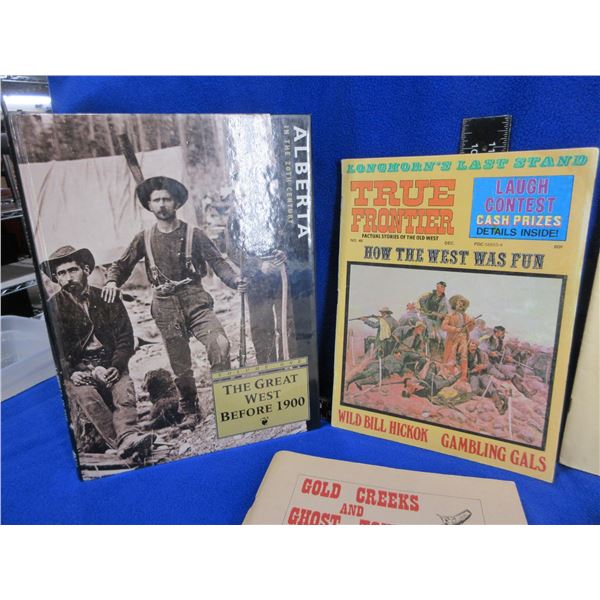 ALBERTA
IN THE 20TH CENTURY
THE GREAT
WEST
BEFORE 1900
LONGHORN'S LAST STAND
TRUE
FRONTIER
FACTUAL STORIES OF THE OLD WEST
LAUGH
CONTEST
CASH PRIZES
DETAILS INSIDE!
DEC.
HOW THE WEST WAS FUN
WILD BILL HICKOK
GAMBLING GALS
GOLD CREEKS
AND
GHOST